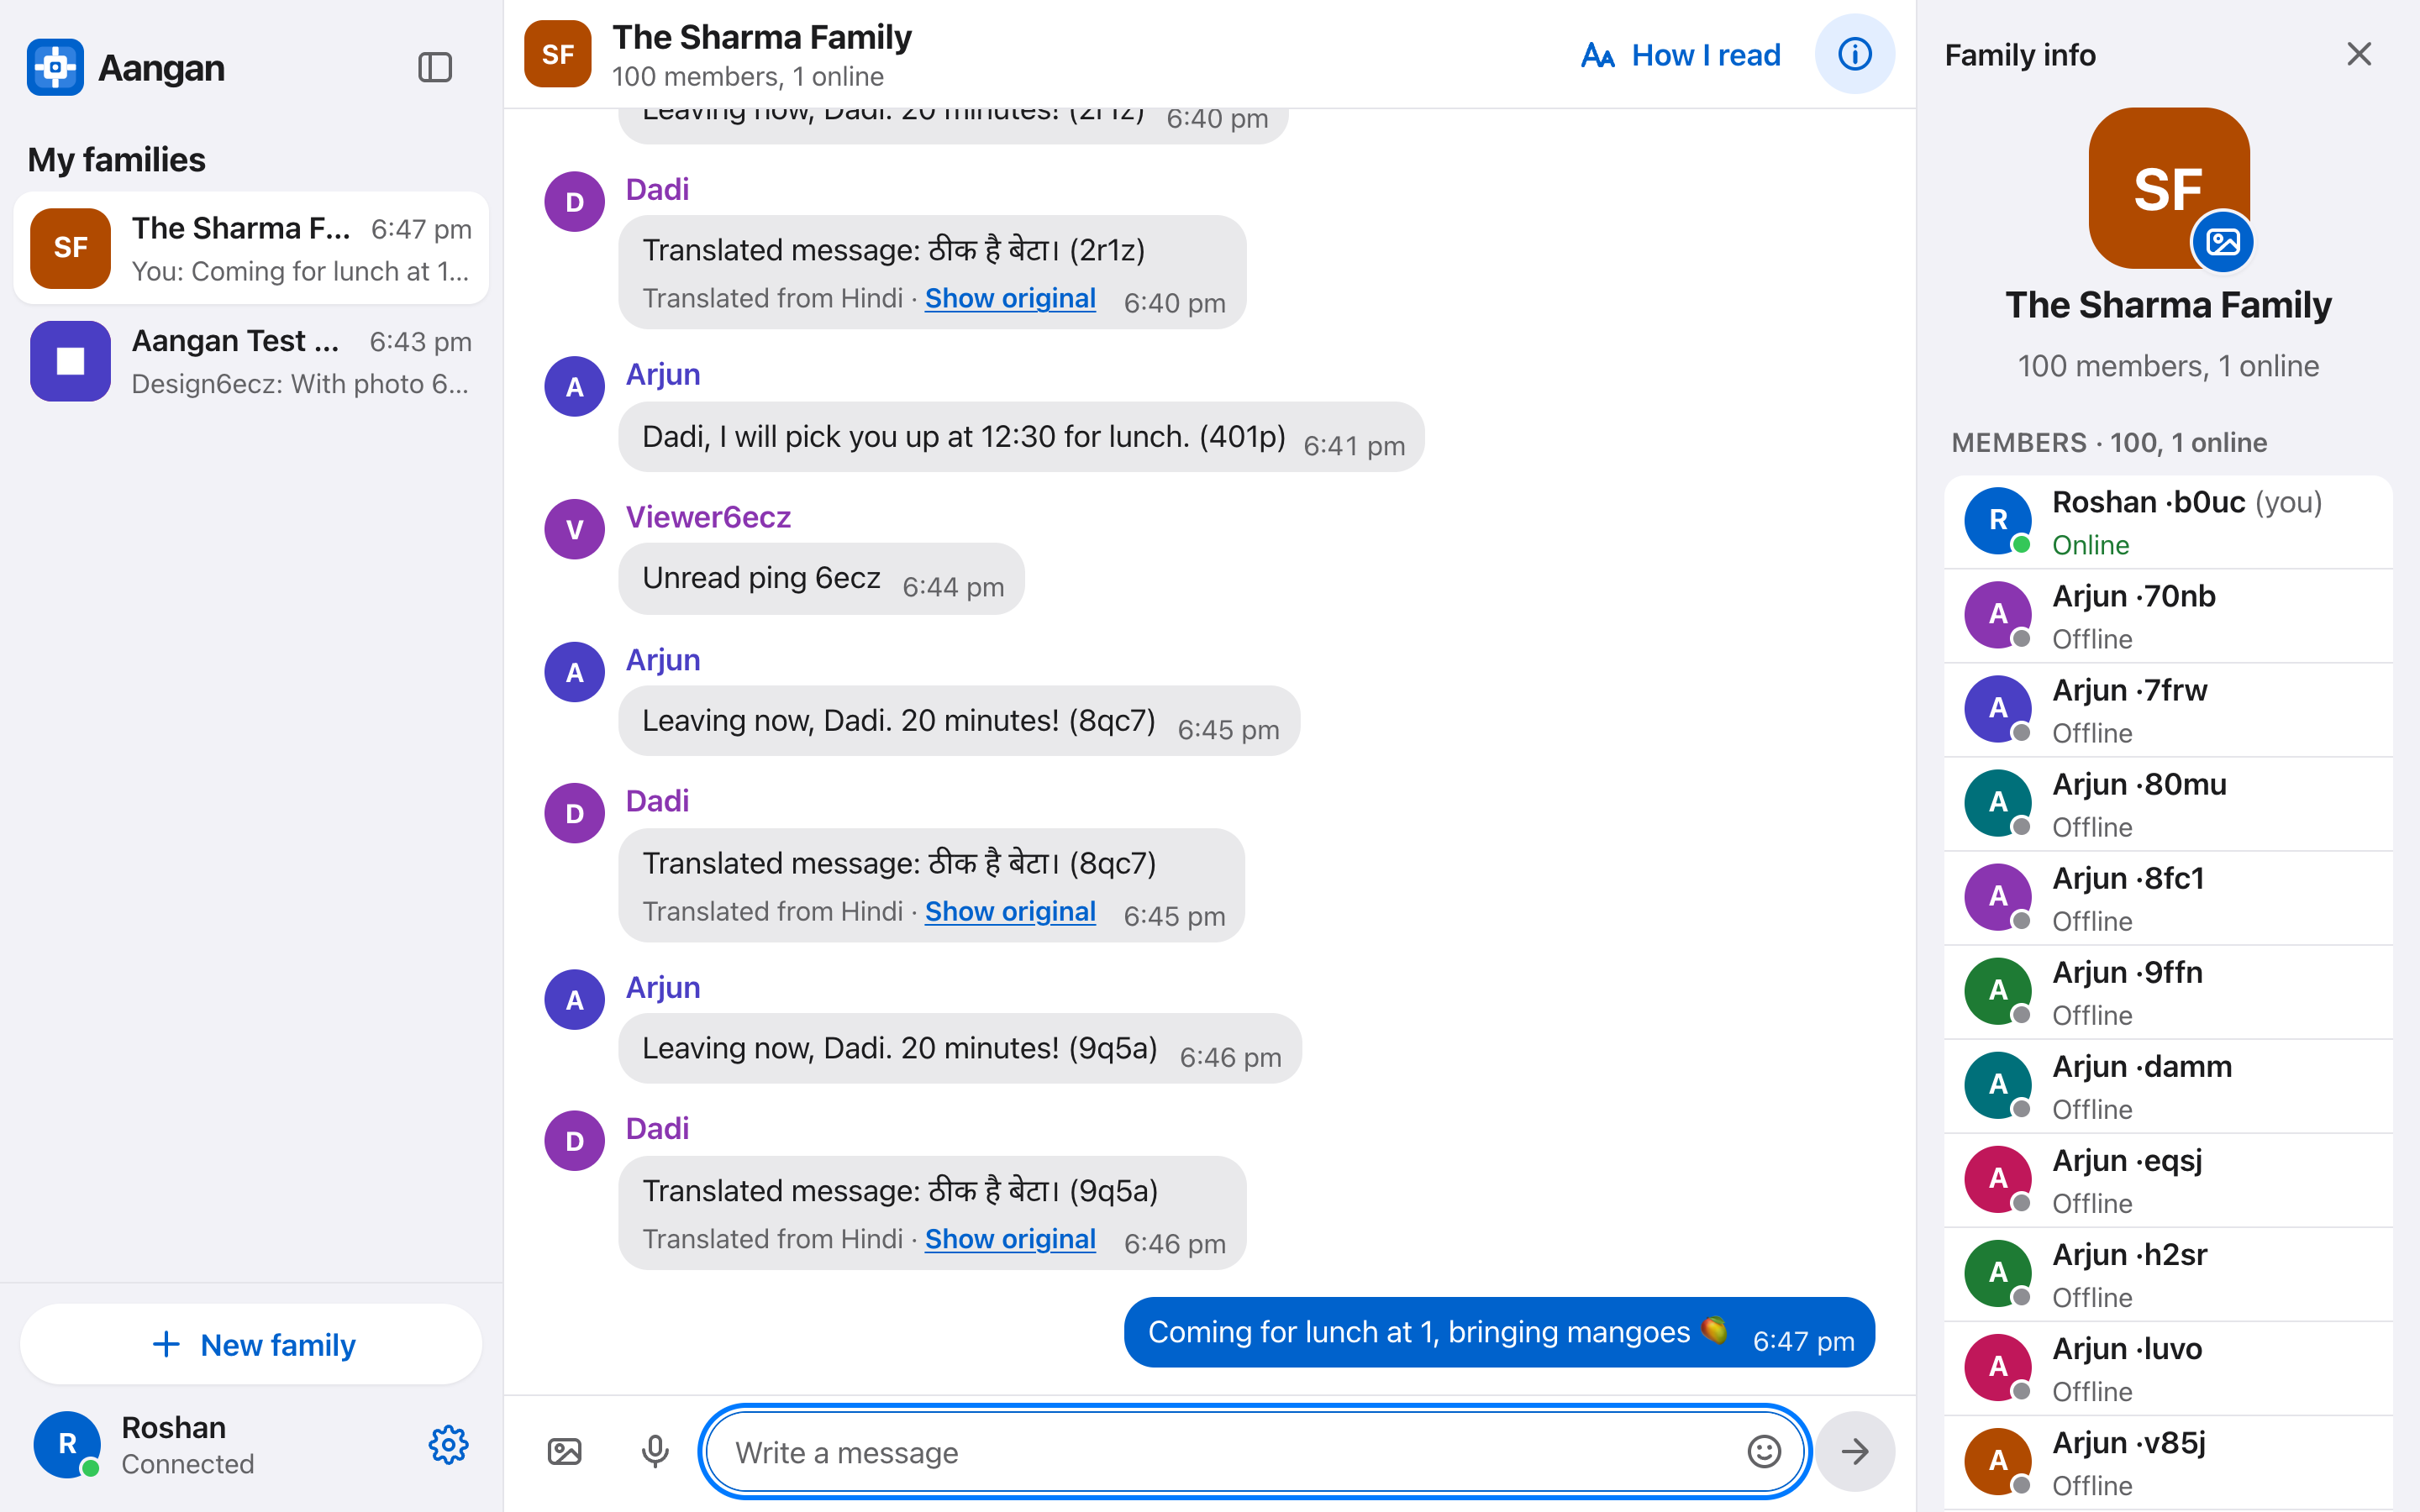 Aangan
My families
SF
The Sharma F... 6:47 pm
You: Coming for lunch at 1...
Aangan Test ... 6:43 pm
Design6ecz: With photo 6...
New family
R
Roshan
Connected
SF
The Sharma Family
100 members, 1 online
AA How I read
Leaving now, Dadi. 20 minutes! (2r1z) 6:40 pm
D
Dadi
Translated message: ठीक है बेटा। (2r1z)
Translated from Hindi · Show original 6:40 pm
A
Arjun
Dadi, I will pick you up at 12:30 for lunch. (401p) 6:41 pm
V
Viewer6ecz
Unread ping 6ecz 6:44 pm
A
Arjun
Leaving now, Dadi. 20 minutes! (8qc7) 6:45 pm
D
Dadi
Translated message: ठीक है बेटा। (8qc7)
Translated from Hindi · Show original 6:45 pm
A
Arjun
Leaving now, Dadi. 20 minutes! (9q5a) 6:46 pm
D
Dadi
Translated message: ठीक है बेटा। (9q5a)
Translated from Hindi · Show original 6:46 pm
Coming for lunch at 1, bringing mangoes 🥭 6:47 pm
Write a message
Family info
SF
The Sharma Family
100 members, 1 online
MEMBERS · 100, 1 online
R
Roshan ·b0uc (you)
Online
A
Arjun ·70nb
Offline
A
Arjun ·7frw
Offline
A
Arjun ·80mu
Offline
A
Arjun ·8fc1
Offline
A
Arjun ·9ffn
Offline
A
Arjun ·damm
Offline
A
Arjun ·eqsj
Offline
A
Arjun ·h2sr
Offline
A
Arjun ·luvo
Offline
A
Arjun ·v85j
Offline